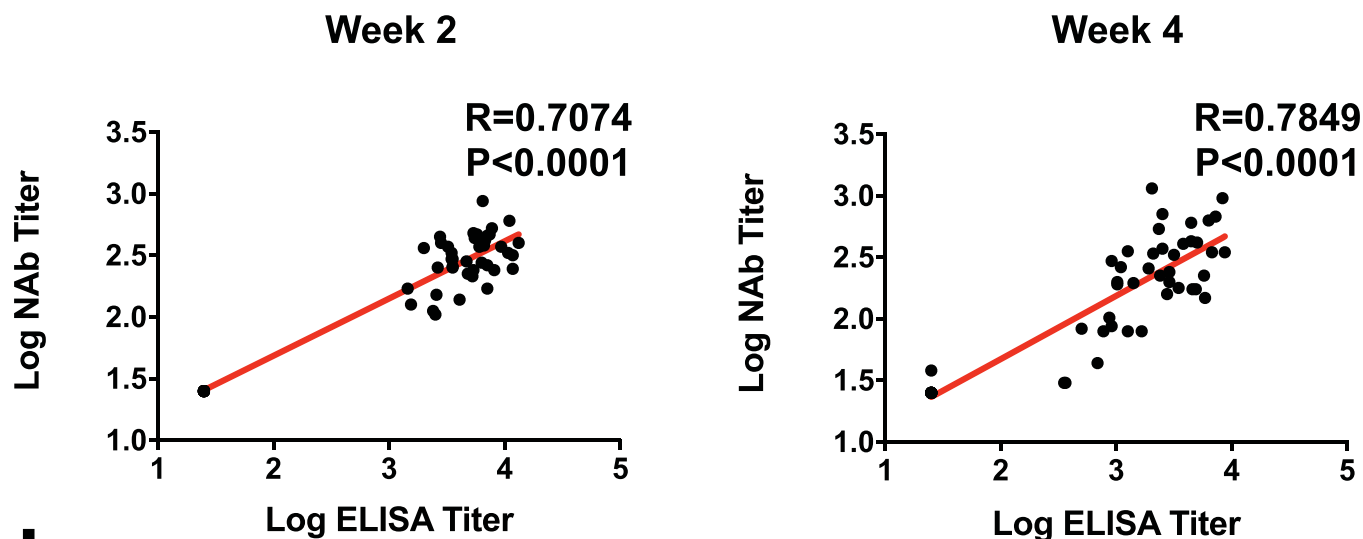 Week 2
R=0.7074
P<0.0001
Log NAb Titer
3.5
3.0
2.5
2.0
1.5
1.0
1 2 3 4 5
Log ELISA Titer
Week 4
R=0.7849
P<0.0001
Log NAb Titer
3.5
3.0
2.5
2.0
1.5
1.0
1 2 3 4 5
Log ELISA Titer